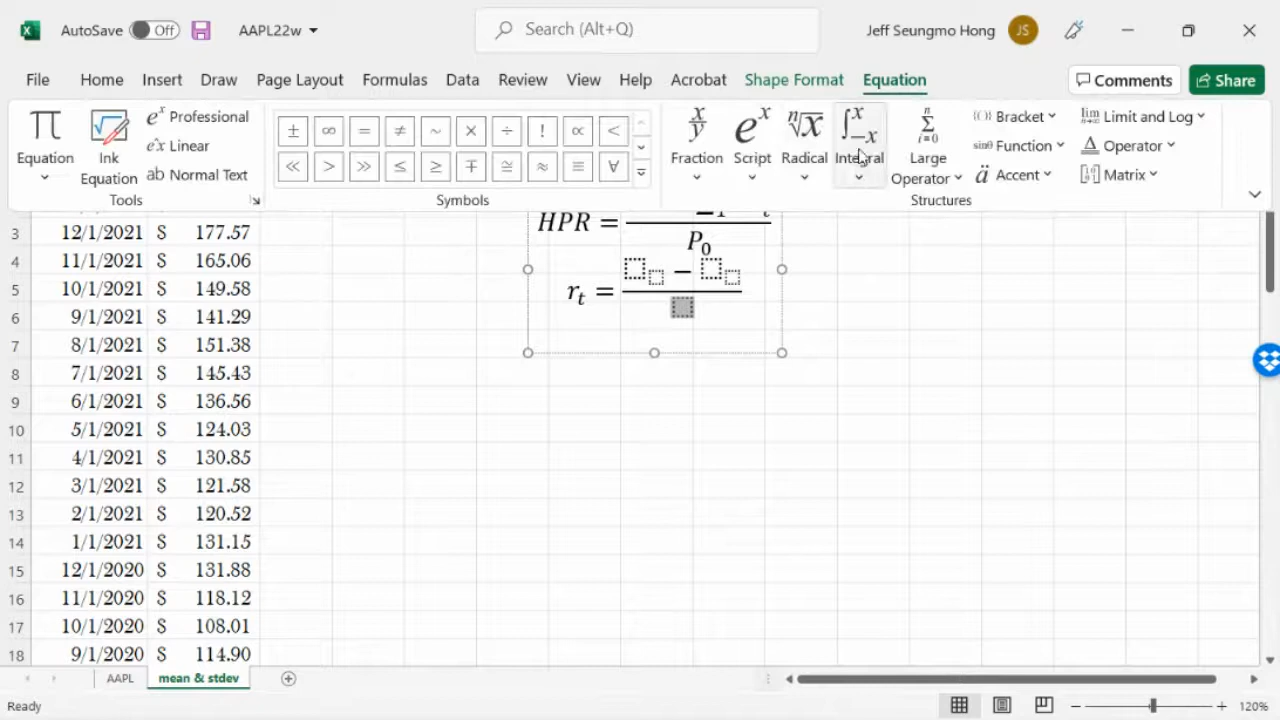 AutoSave Off AAPL22w Search (Alt+Q) Jeff Seungmo Hong JS
File Home Insert Draw Page Layout Formulas Data Review View Help Acrobat Shape Format Equation Comments Share
Equation Ink Equation Professional Linear Normal Text
± ∞ = ≠ ~ × ÷ ! ∝ <
≪ > ≫ ≤ ≥ ∓ ≅ ≈ ≡ ∀
Fraction Script Radical Integral Large Operator Bracket Function Accent Limit and Log Operator Matrix
Tools Symbols Structures
HPR = P₀
rₜ = −
3 12/1/2021 $ 177.57
4 11/1/2021 $ 165.06
5 10/1/2021 $ 149.58
6 9/1/2021 $ 141.29
7 8/1/2021 $ 151.38
8 7/1/2021 $ 145.43
9 6/1/2021 $ 136.56
10 5/1/2021 $ 124.03
11 4/1/2021 $ 130.85
12 3/1/2021 $ 121.58
13 2/1/2021 $ 120.52
14 1/1/2021 $ 131.15
15 12/1/2020 $ 131.88
16 11/1/2020 $ 118.12
17 10/1/2020 $ 108.01
18 9/1/2020 $ 114.90
AAPL mean & stdev
Ready 120%